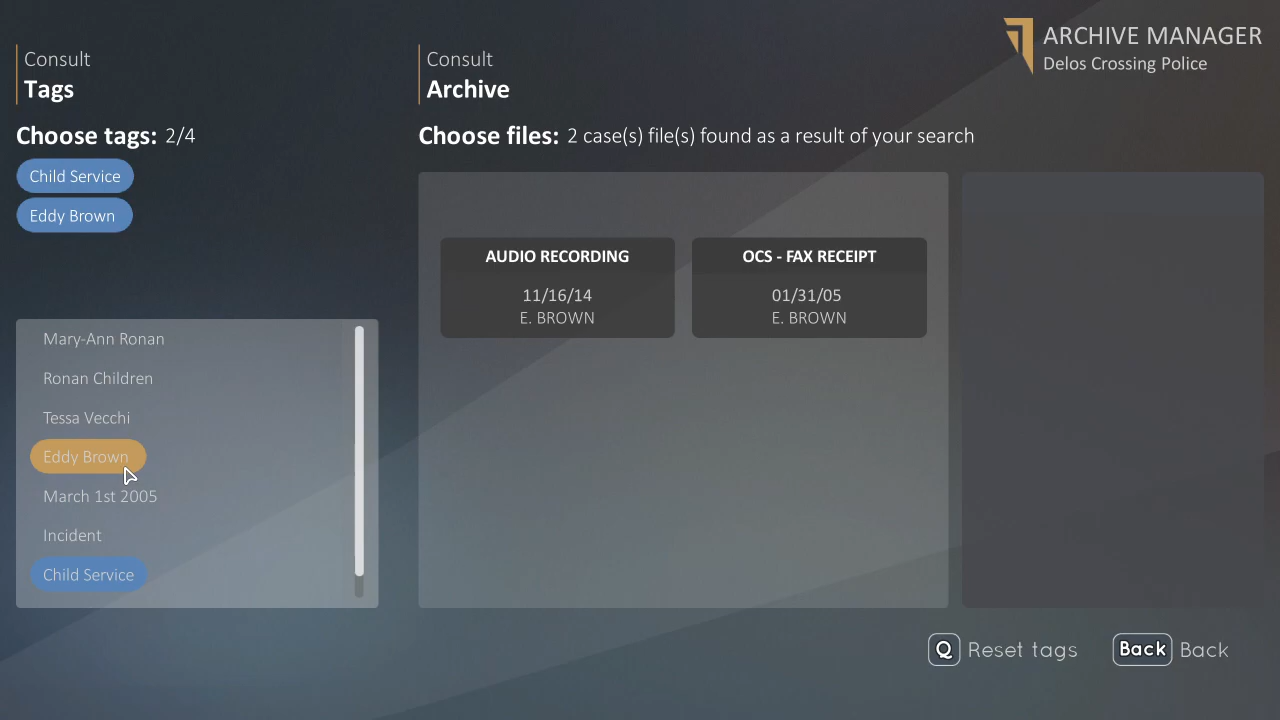 Consult
Tags
Choose tags: 2/4
Child Service
Eddy Brown
Mary-Ann Ronan
Ronan Children
Tessa Vecchi
Eddy Brown
March 1st 2005
Incident
Child Service
Consult
Archive
Choose files: 2 case(s) file(s) found as a result of your search
AUDIO RECORDING
11/16/14
E. BROWN
OCS - FAX RECEIPT
01/31/05
E. BROWN
ARCHIVE MANAGER
Delos Crossing Police
Q Reset tags
Back Back